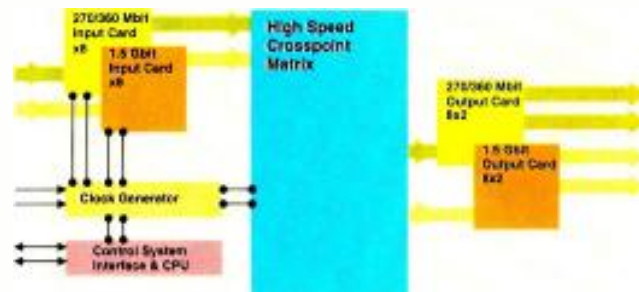 270/360 Mbit
Input Card
x8
1.5 Gbit
Input Card
x8
High Speed
Crosspoint
Matrix
270/360 Mbit
Output Card
8x2
1.5 Gbit
Output Card
8x2
Clock Generator
Control System
Interface & CPU